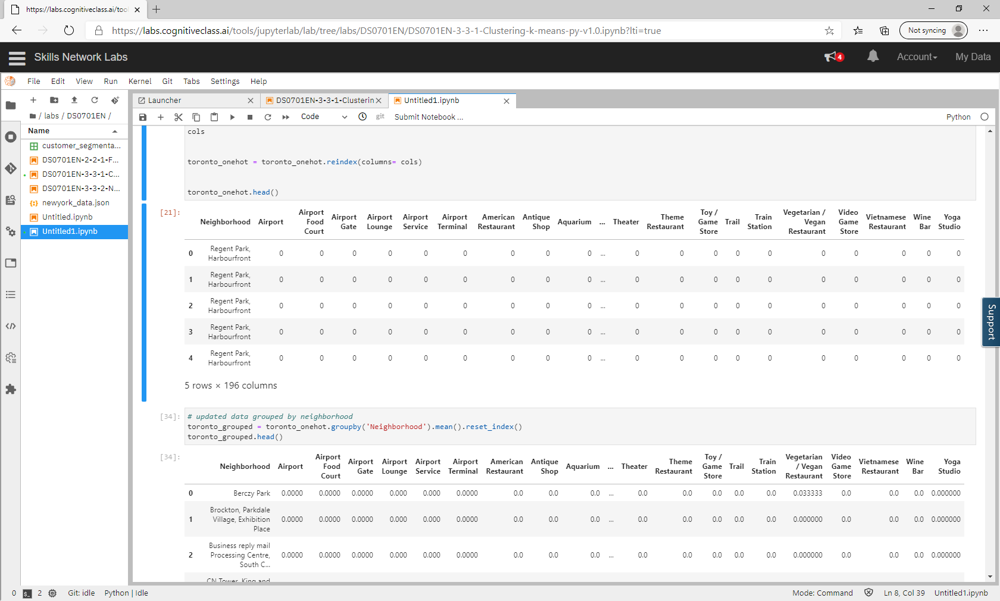 https://labs.cognitiveclass.ai/tool
https://labs.cognitiveclass.ai/tools/jupyterlab/lab/tree/labs/DS0701EN/DS0701EN-3-3-1-Clustering-k-means-py-v1.0.ipynb?lti=true
Not syncing
Skills Network Labs
4
Account
My Data
File Edit View Run Kernel Git Tabs Settings Help
/ labs / DS0701EN /
Name
customer_segmenta...
DS0701EN-2-2-1-F...
DS0701EN-3-3-1-C...
DS0701EN-3-3-2-N...
newyork_data.json
Untitled.ipynb
Untitled1.ipynb
Launcher
DS0701EN-3-3-1-Clusterin
Untitled1.ipynb
Code
git
Submit Notebook ...
Python
cols
toronto_onehot = toronto_onehot.reindex(columns= cols)
toronto_onehot.head()
[21]:
Neighborhood Airport Airport Food Court Airport Gate Airport Lounge Airport Service Airport Terminal American Restaurant Antique Shop Aquarium ... Theater Theme Restaurant Toy / Game Store Trail Train Station Vegetarian / Vegan Restaurant Video Game Store Vietnamese Restaurant Wine Bar Yoga Studio
0 Regent Park, Harbourfront 0 0 0 0 0 0 0 0 0 ... 0 0 0 0 0 0 0 0 0 0
1 Regent Park, Harbourfront 0 0 0 0 0 0 0 0 0 ... 0 0 0 0 0 0 0 0 0 0
2 Regent Park, Harbourfront 0 0 0 0 0 0 0 0 0 ... 0 0 0 0 0 0 0 0 0 0
3 Regent Park, Harbourfront 0 0 0 0 0 0 0 0 0 ... 0 0 0 0 0 0 0 0 0 0
4 Regent Park, Harbourfront 0 0 0 0 0 0 0 0 0 ... 0 0 0 0 0 0 0 0 0 0
5 rows × 196 columns
[34]:
# updated data grouped by neighborhood
toronto_grouped = toronto_onehot.groupby('Neighborhood').mean().reset_index()
toronto_grouped.head()
[34]:
Neighborhood Airport Airport Food Court Airport Gate Airport Lounge Airport Service Airport Terminal American Restaurant Antique Shop Aquarium ... Theater Theme Restaurant Toy / Game Store Trail Train Station Vegetarian / Vegan Restaurant Video Game Store Vietnamese Restaurant Wine Bar Yoga Studio
0 Berczy Park 0.0000 0.0000 0.0000 0.000 0.000 0.0000 0.0 0.0 0.0 ... 0.0 0.0 0.0 0.0 0.0 0.033333 0.0 0.0 0.0 0.000000
1 Brockton, Parkdale Village, Exhibition Place 0.0000 0.0000 0.0000 0.000 0.000 0.0000 0.0 0.0 0.0 ... 0.0 0.0 0.0 0.0 0.0 0.000000 0.0 0.0 0.0 0.000000
2 Business reply mail Processing Centre, South C... 0.0000 0.0000 0.0000 0.000 0.000 0.0000 0.0 0.0 0.0 ... 0.0 0.0 0.0 0.0 0.0 0.000000 0.0 0.0 0.0 0.000000
CN Tower, King and
Support
0 2 Git: idle Python | Idle
Mode: Command Ln 8, Col 39 Untitled1.ipynb